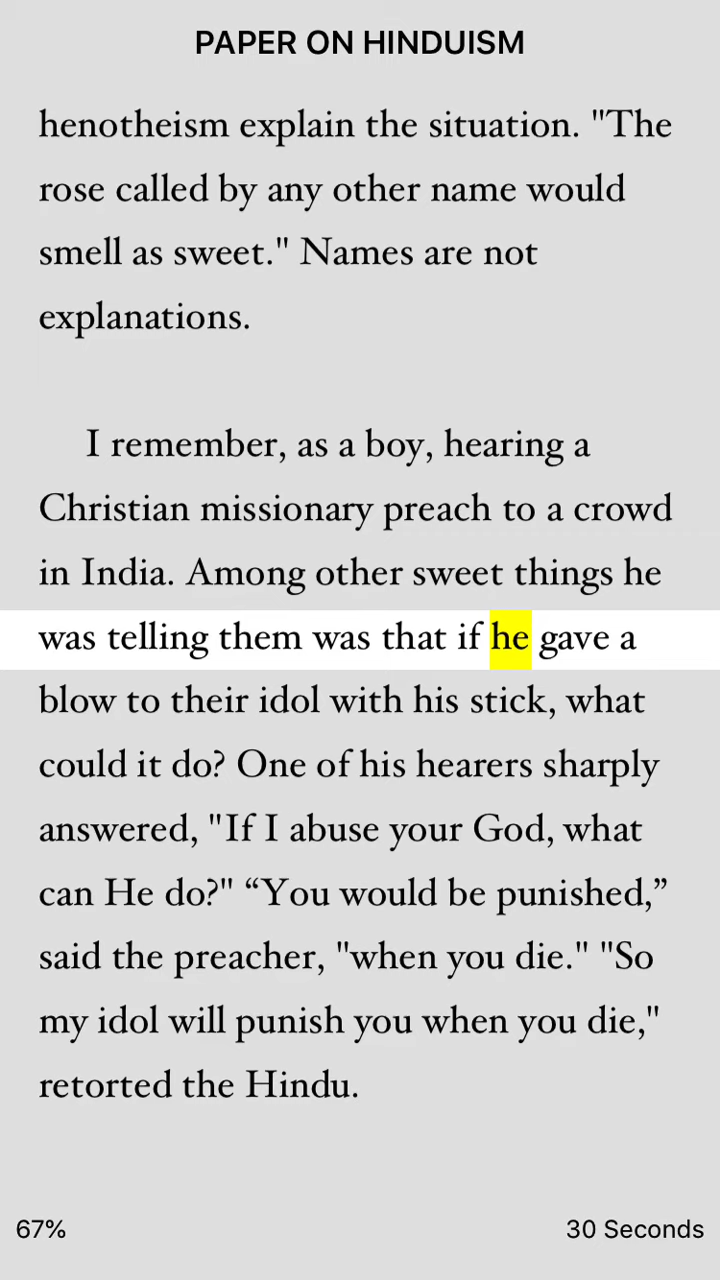 PAPER ON HINDUISM
henotheism explain the situation. "The
rose called by any other name would
smell as sweet." Names are not
explanations.
I remember, as a boy, hearing a
Christian missionary preach to a crowd
in India. Among other sweet things he
was telling them was that if he gave a
blow to their idol with his stick, what
could it do? One of his hearers sharply
answered, "If I abuse your God, what
can He do?" “You would be punished,”
said the preacher, "when you die." "So
my idol will punish you when you die,"
retorted the Hindu.
67%
30 Seconds